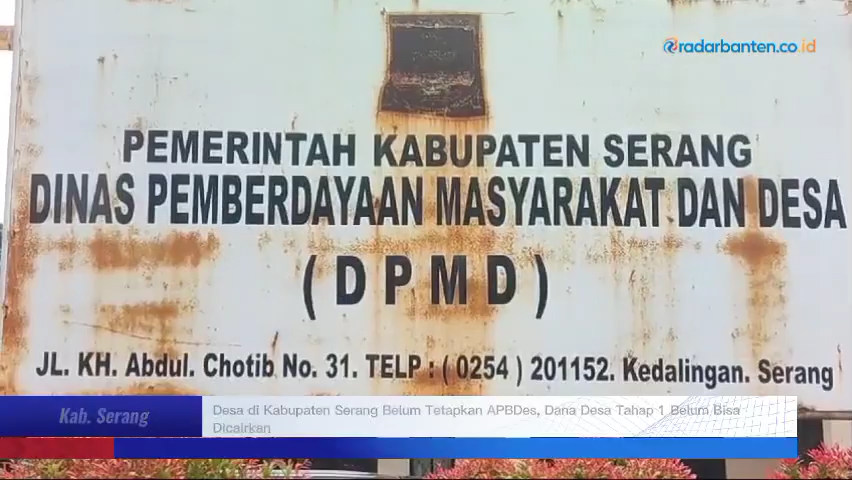 radarbanten.co.id
PEMERINTAH KABUPATEN SERANG
DINAS PEMBERDAYAAN MASYARAKAT DAN DESA
( D P M D )
JL. KH. Abdul. Chotib No. 31. TELP : ( 0254 ) 201152. Kedalingan. Serang
Kab. Serang
Desa di Kabupaten Serang Belum Tetapkan APBDes, Dana Desa Tahap 1 Belum Bisa
Dicairkan